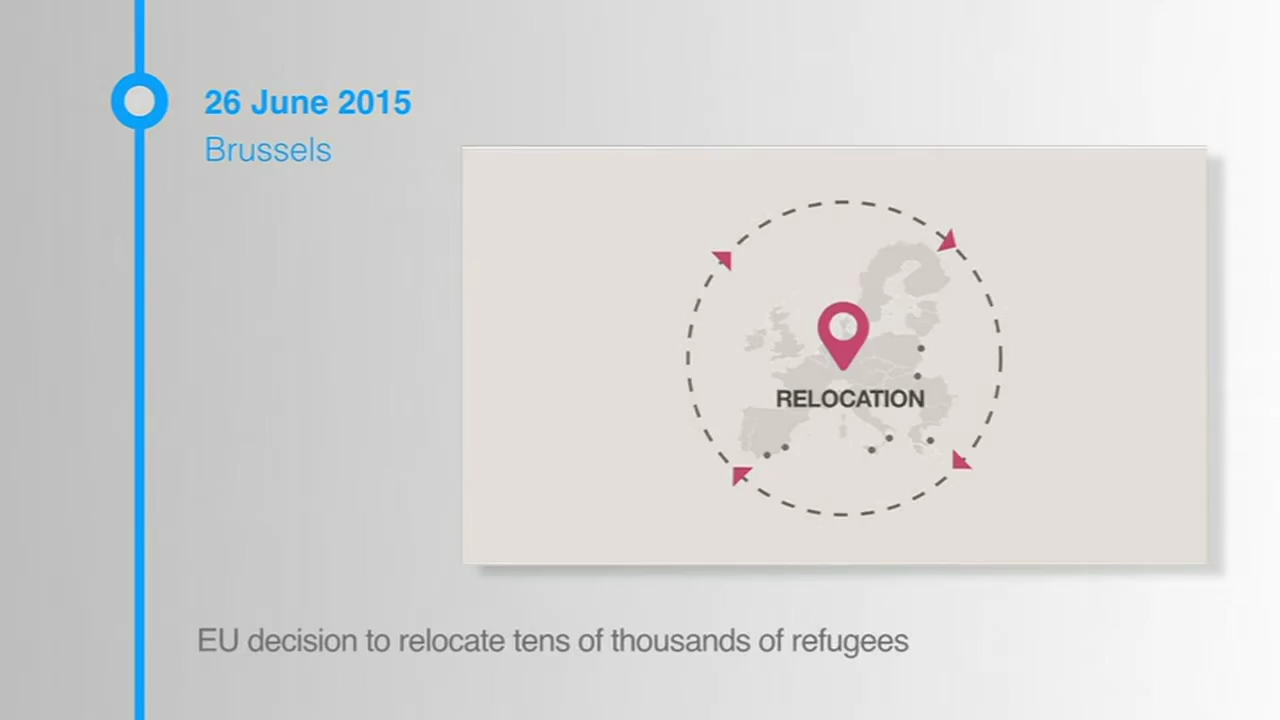 26 June 2015
Brussels
RELOCATION
EU decision to relocate tens of thousands of refugees